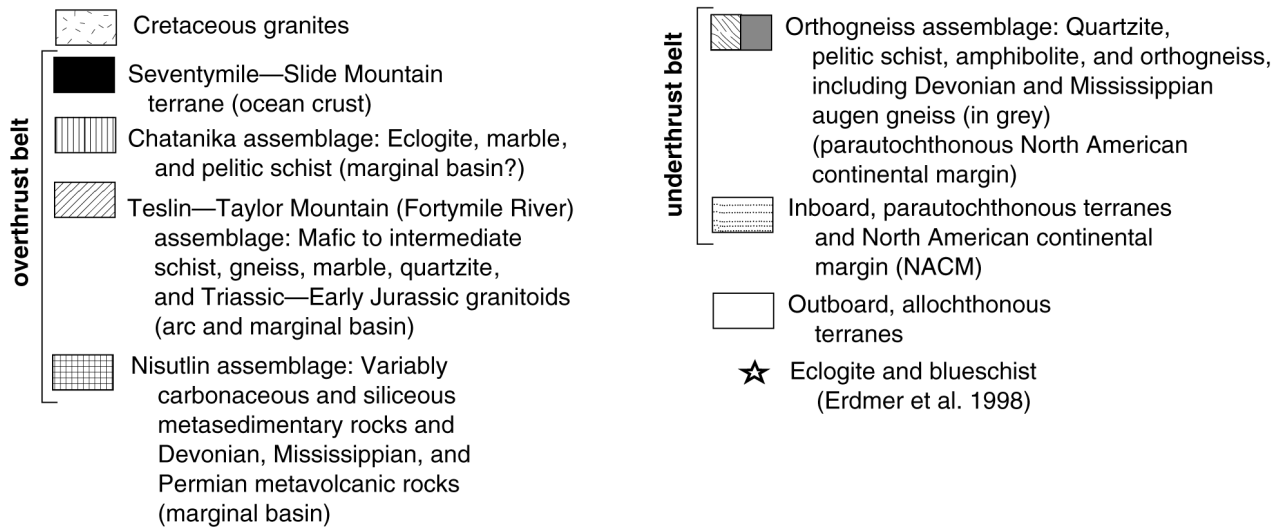 Cretaceous granites
overthrust belt
Seventymile—Slide Mountain
terrane (ocean crust)
Chatanika assemblage: Eclogite, marble,
and pelitic schist (marginal basin?)
Teslin—Taylor Mountain (Fortymile River)
assemblage: Mafic to intermediate
schist, gneiss, marble, quartzite,
and Triassic—Early Jurassic granitoids
(arc and marginal basin)
Nisutlin assemblage: Variably
carbonaceous and siliceous
metasedimentary rocks and
Devonian, Mississippian, and
Permian metavolcanic rocks
(marginal basin)
underthrust belt
Orthogneiss assemblage: Quartzite,
pelitic schist, amphibolite, and orthogneiss,
including Devonian and Mississippian
augen gneiss (in grey)
(parautochthonous North American
continental margin)
Inboard, parautochthonous terranes
and North American continental
margin (NACM)
Outboard, allochthonous
terranes
Eclogite and blueschist
(Erdmer et al. 1998)